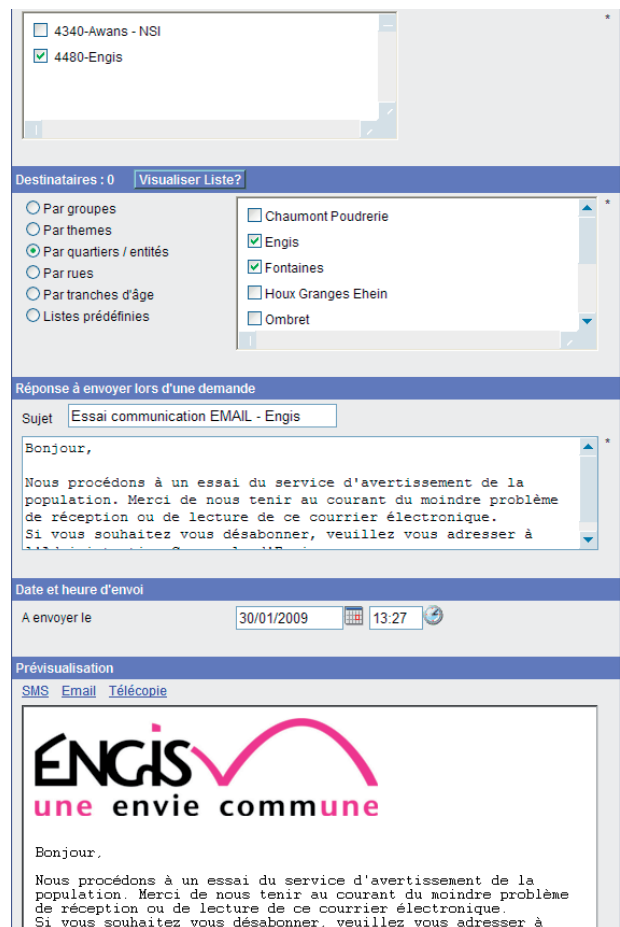 4340-Awans - NSI *
4480-Engis
Destinataires : 0 Visualiser Liste?
Par groupes
Par themes
Par quartiers / entités
Par rues
Par tranches d'âge
Listes prédéfinies
Chaumont Poudrerie *
Engis
Fontaines
Houx Granges Ehein
Ombret
Réponse à envoyer lors d'une demande
Sujet Essai communication EMAIL - Engis
Bonjour, *
Nous procédons à un essai du service d'avertissement de la
population. Merci de nous tenir au courant du moindre problème
de réception ou de lecture de ce courrier électronique.
Si vous souhaitez vous désabonner, veuillez vous adresser à
Date et heure d'envoi
A envoyer le 30/01/2009 13:27
Prévisualisation
SMS Email Télécopie
ENGIS
une envie commune
Bonjour,
Nous procédons à un essai du service d'avertissement de la
population. Merci de nous tenir au courant du moindre problème
de réception ou de lecture de ce courrier électronique.
Si vous souhaitez vous désabonner, veuillez vous adresser à